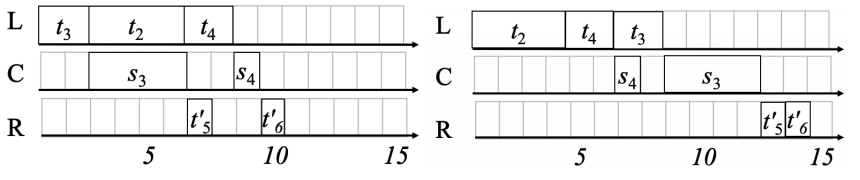 L t₃ t₂ t₄
C s₃ s₄
R t'₅ t'₆
5 10 15
L t₂ t₄ t₃
C s₄ s₃
R t'₅ t'₆
5 10 15